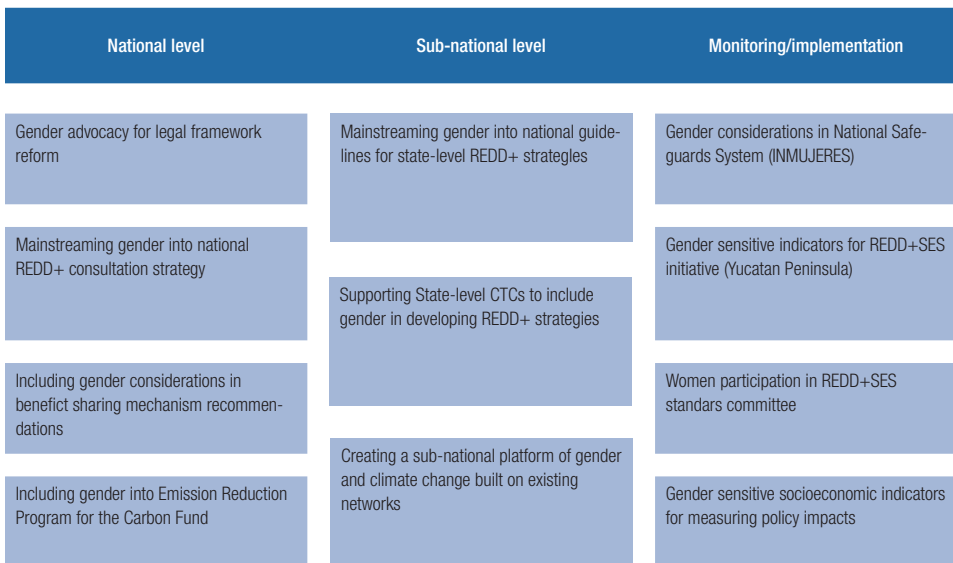 National level
Sub-national level
Monitoring/implementation
Gender advocacy for legal framework
reform
Mainstreaming gender into national
REDD+ consultation strategy
Including gender considerations in
benefict sharing mechanism recommen-
dations
Including gender into Emission Reduction
Program for the Carbon Fund
Mainstreaming gender into national guide-
lines for state-level REDD+ strategles
Supporting State-level CTCs to include
gender in developing REDD+ strategies
Creating a sub-national platform of gender
and climate change built on existing
networks
Gender considerations in National Safe-
guards System (INMUJERES)
Gender sensitive indicators for REDD+SES
initiative (Yucatan Peninsula)
Women participation in REDD+SES
standars committee
Gender sensitive socioeconomic indicators
for measuring policy impacts